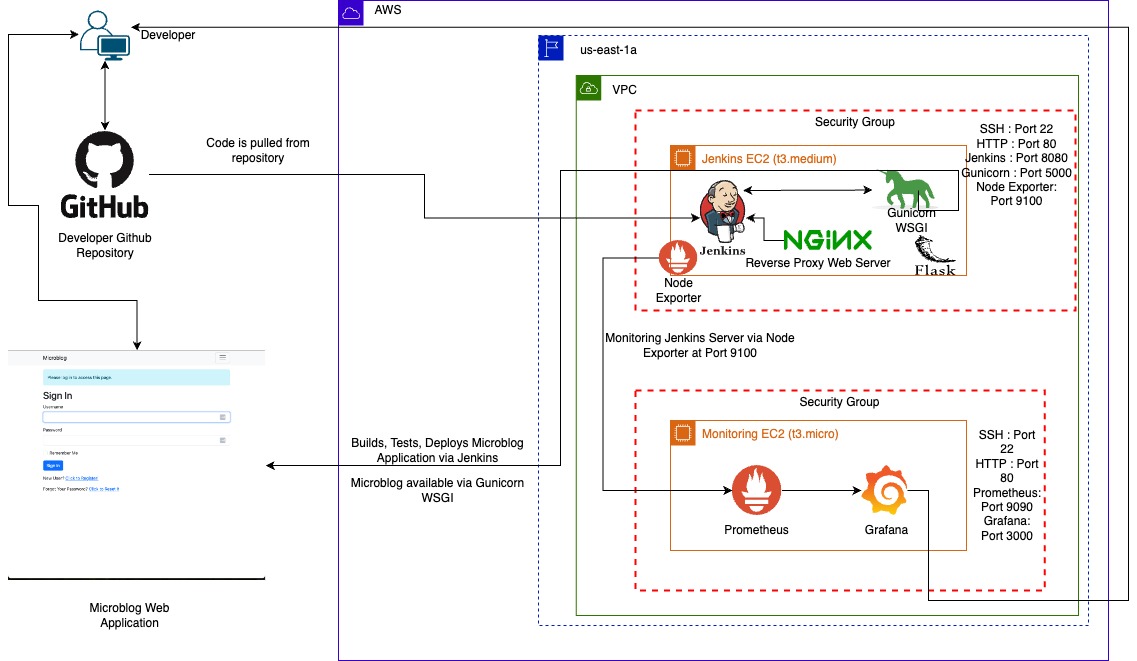 AWS
Developer
us-east-1a
VPC
Security Group
SSH : Port 22
HTTP : Port 80
Jenkins : Port 8080
Gunicorn : Port 5000
Node Exporter:
Port 9100
Code is pulled from
repository
Jenkins EC2 (t3.medium)
GitHub
Developer Github
Repository
Gunicorn
WSGI
Jenkins
NGiNX
Reverse Proxy Web Server
Flask
Node
Exporter
Monitoring Jenkins Server via Node
Exporter at Port 9100
Microblog
Please log in to access this page.
Sign In
Username
Password
Remember Me
Sign In
New User? Click to Register!
Forgot Your Password? Click to Reset It
Microblog Web
Application
Builds, Tests, Deploys Microblog
Application via Jenkins
Microblog available via Gunicorn
WSGI
Security Group
Monitoring EC2 (t3.micro)
SSH : Port
22
HTTP : Port
80
Prometheus:
Port 9090
Grafana:
Port 3000
Prometheus
Grafana